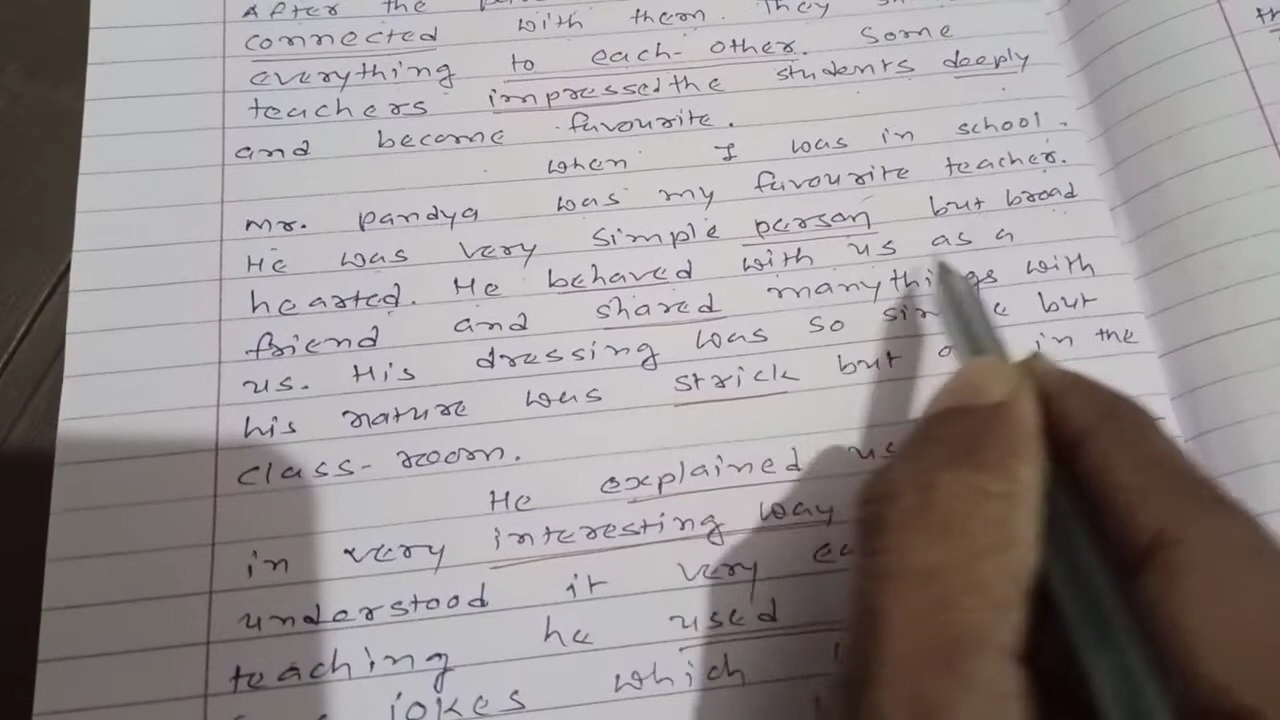 After the
connected with them. They
everything to each-other. Some
teachers impressed the students deeply
and become favourite.
when I was in school.
Mr. pandya was my favourite teacher.
He was very simple person but broad
hearted. He behaved with us as a
friend and shared many things with
us. His dressing was so but
his nature was strick but in the
class-room.
He explained us
in very interesting way
understood it very
teaching he used
jokes which